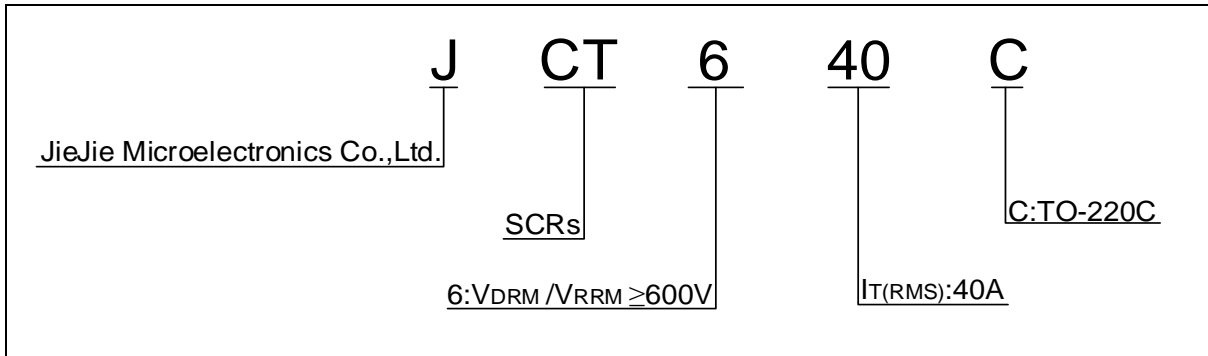 J CT 6 40 C
JieJie Microelectronics Co.,Ltd.
C:TO-220C
SCRs
6:VDRM /VRRM ≥600V
IT(RMS):40A